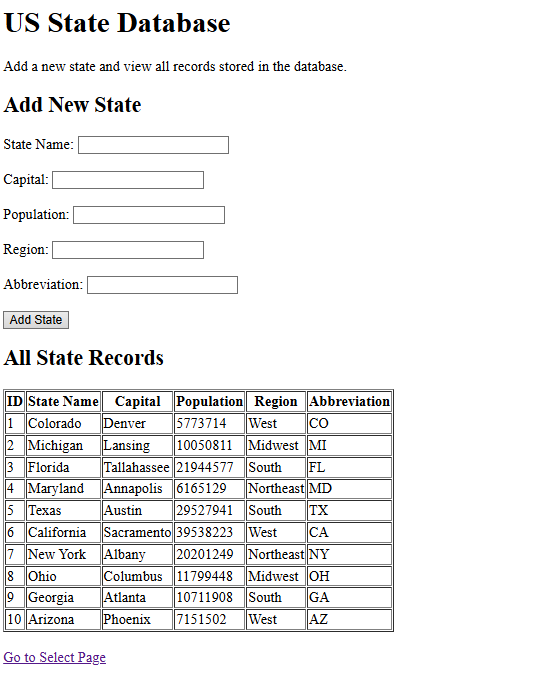 US State Database
Add a new state and view all records stored in the database.
Add New State
State Name:
Capital:
Population:
Region:
Abbreviation:
Add State
All State Records
ID State Name Capital Population Region Abbreviation
1 Colorado Denver 5773714 West CO
2 Michigan Lansing 10050811 Midwest MI
3 Florida Tallahassee 21944577 South FL
4 Maryland Annapolis 6165129 Northeast MD
5 Texas Austin 29527941 South TX
6 California Sacramento 39538223 West CA
7 New York Albany 20201249 Northeast NY
8 Ohio Columbus 11799448 Midwest OH
9 Georgia Atlanta 10711908 South GA
10 Arizona Phoenix 7151502 West AZ
Go to Select Page